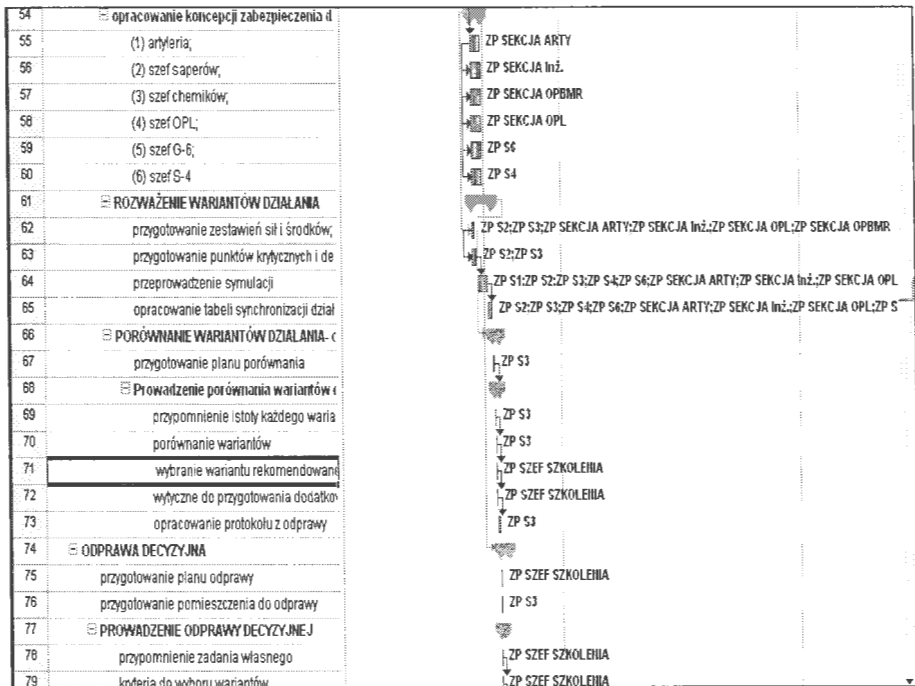 54 opracowanie koncepcji zabezpieczenia d
55 (1) artyleria; ZP SEKCJA ARTY
56 (2) szef saperów; ZP SEKCJA Inż.
57 (3) szef chemików; ZP SEKCJA OPBMR
58 (4) szef OPL; ZP SEKCJA OPL
59 (5) szef G-6; ZP S6
60 (6) szef S-4 ZP S4
61 ROZWAŻENIE WARIANTÓW DZIAŁANIA
62 przygotowanie zestawień sił i środków; ZP S2;ZP S3;ZP SEKCJA ARTY;ZP SEKCJA Inż.;ZP SEKCJA OPL;ZP SEKCJA OPBMR
63 przygotowanie punktów krytycznych i de ZP S2;ZP S3
64 przeprowadzenie symulacji ZP S1;ZP S2;ZP S3;ZP S4;ZP S6;ZP SEKCJA ARTY;ZP SEKCJA Inż.;ZP SEKCJA OPL
65 opracowanie tabeli synchronizacji dział ZP S2;ZP S3;ZP S4;ZP S6;ZP SEKCJA ARTY;ZP SEKCJA Inż.;ZP SEKCJA OPL;ZP S
66 PORÓWNANIE WARIANTÓW DZIAŁANIA- c
67 przygotowanie planu porównania ZP S3
68 Prowadzenie porównania wariantów
69 przypomnienie istoty każdego waria ZP S3
70 porównanie wariantów ZP S3
71 wybranie wariantu rekomendowane ZP SZEF SZKOLENIA
72 wytyczne do przygotowania dodatkow ZP SZEF SZKOLENIA
73 opracowanie protokołu z odprawy ZP S3
74 ODPRAWA DECYZYJNA
75 przygotowanie planu odprawy ZP SZEF SZKOLENIA
76 przygotowanie pomieszczenia do odprawy ZP S3
77 PROWADZENIE ODPRAWY DECYZYJNEJ
78 przypomnienie zadania własnego ZP SZEF SZKOLENIA
79 kryteria do wyboru wariantów ZP SZEF SZKOLENIA